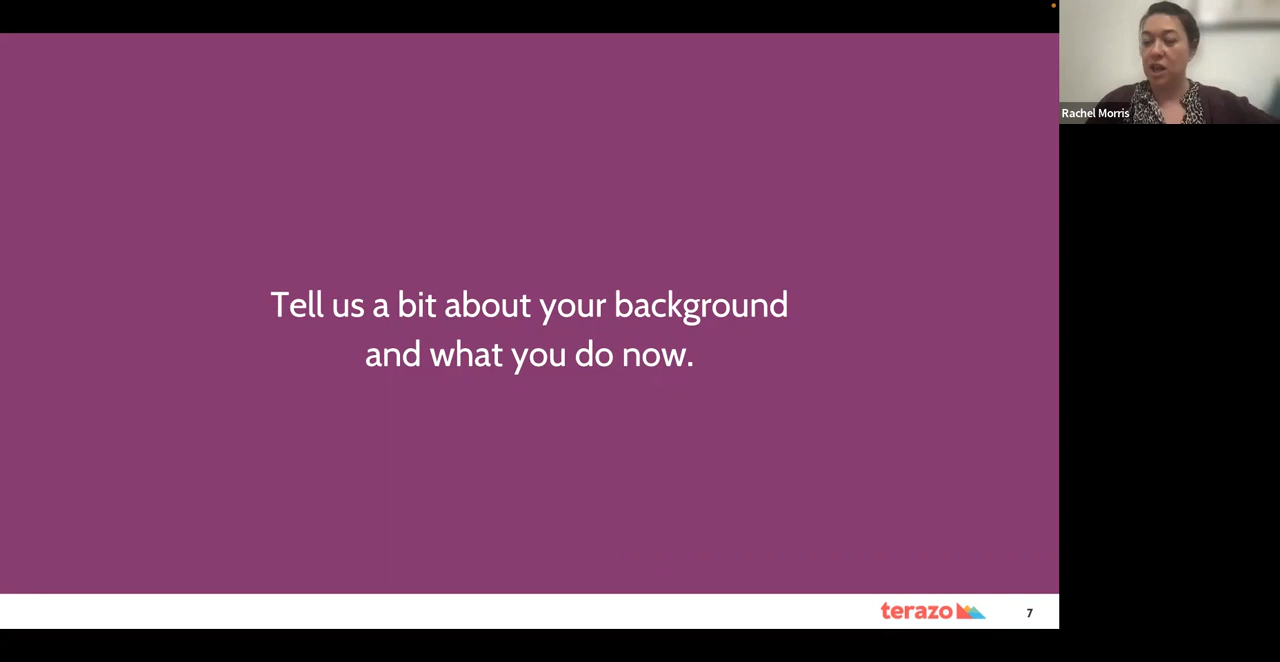 Tell us a bit about your background
and what you do now.
Rachel Morris
terazo
7